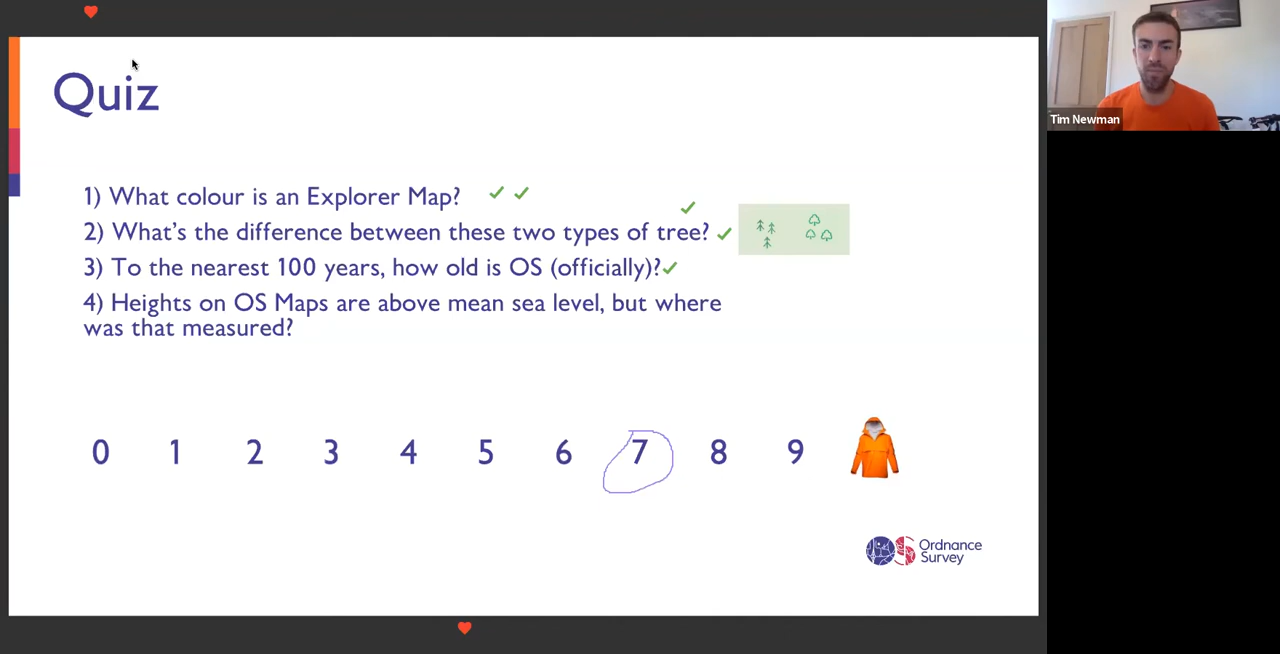 Quiz
Tim Newman
1) What colour is an Explorer Map?
2) What's the difference between these two types of tree?
3) To the nearest 100 years, how old is OS (officially)?
4) Heights on OS Maps are above mean sea level, but where
was that measured?
0 1 2 3 4 5 6 7 8 9
Ordnance
Survey